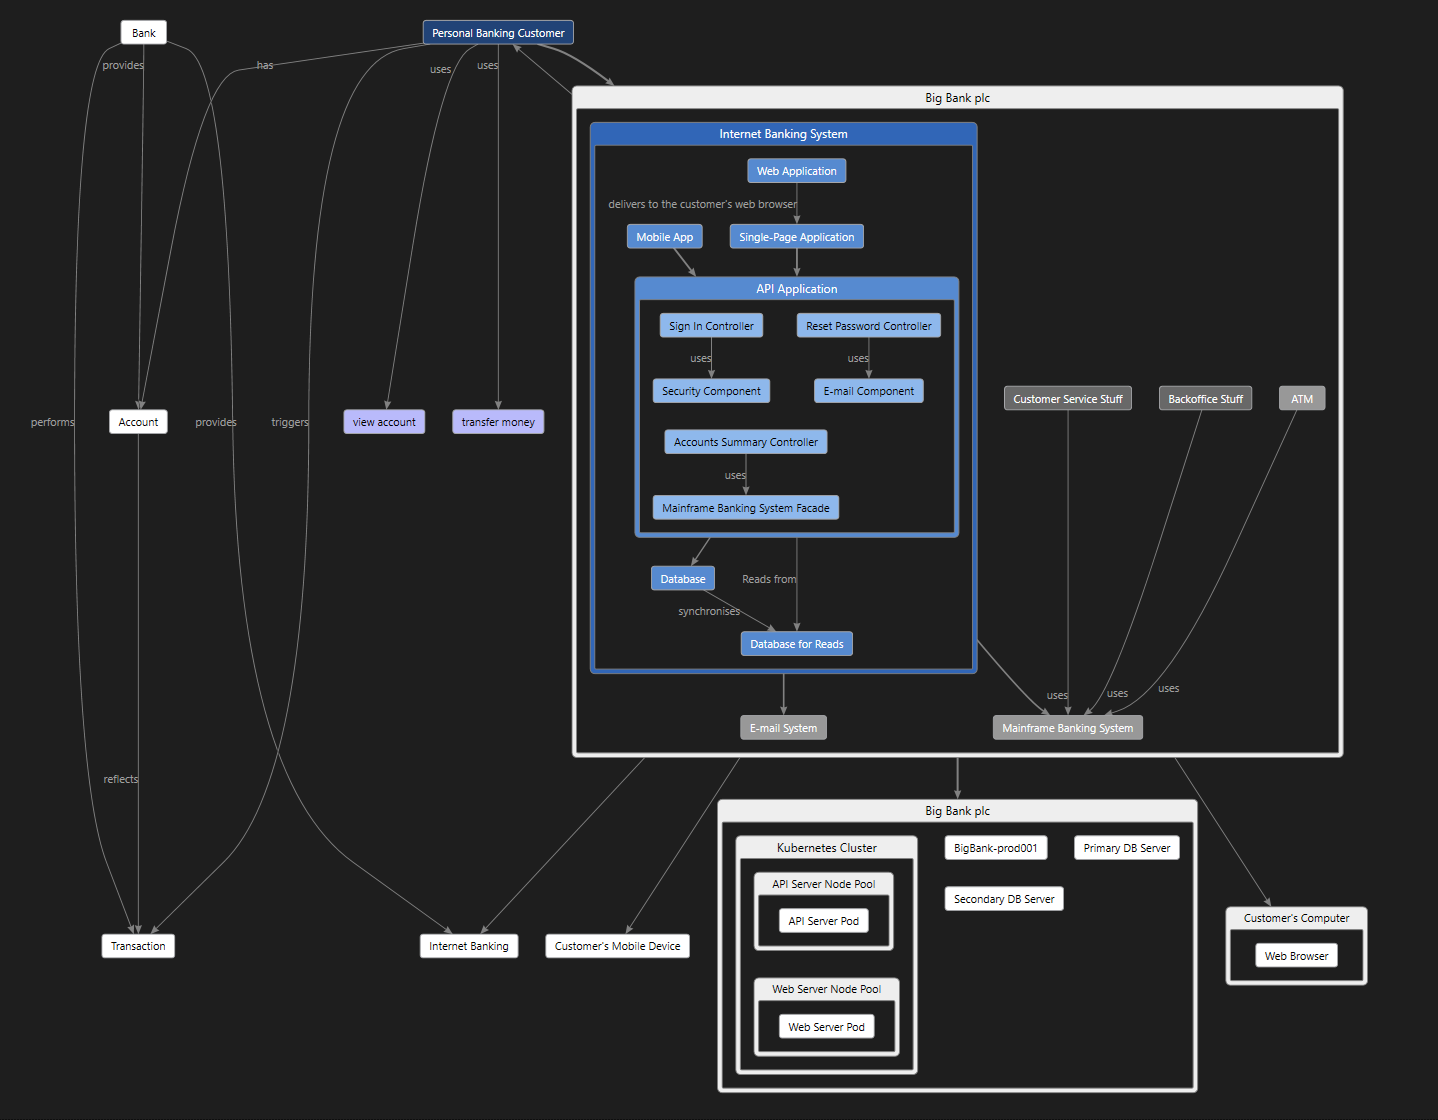 Bank
Personal Banking Customer
provides
has
uses
uses
Big Bank plc
Internet Banking System
Web Application
delivers to the customer's web browser
Mobile App
Single-Page Application
API Application
Sign In Controller
Reset Password Controller
uses
uses
Security Component
E-mail Component
Customer Service Stuff
Backoffice Stuff
ATM
performs
Account
provides
triggers
view account
transfer money
Accounts Summary Controller
uses
Mainframe Banking System Facade
Database
Reads from
synchronises
Database for Reads
uses
uses
uses
E-mail System
Mainframe Banking System
reflects
Big Bank plc
Kubernetes Cluster
BigBank-prod001
Primary DB Server
API Server Node Pool
Secondary DB Server
API Server Pod
Customer's Computer
Transaction
Internet Banking
Customer's Mobile Device
Web Browser
Web Server Node Pool
Web Server Pod